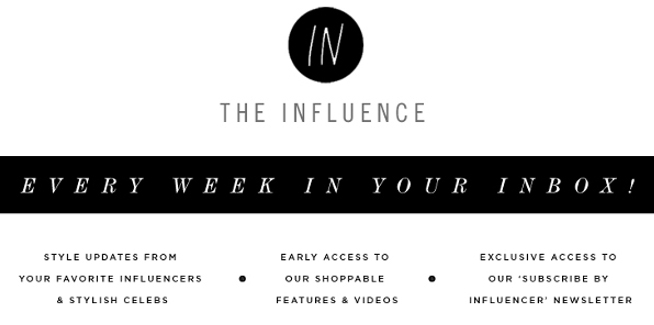 IN
THE INFLUENCE
EVERY WEEK IN YOUR INBOX!
STYLE UPDATES FROM
YOUR FAVORITE INFLUENCERS
& STYLISH CELEBS
EARLY ACCESS TO
OUR SHOPPABLE
FEATURES & VIDEOS
EXCLUSIVE ACCESS TO
OUR 'SUBSCRIBE BY
INFLUENCER' NEWSLETTER